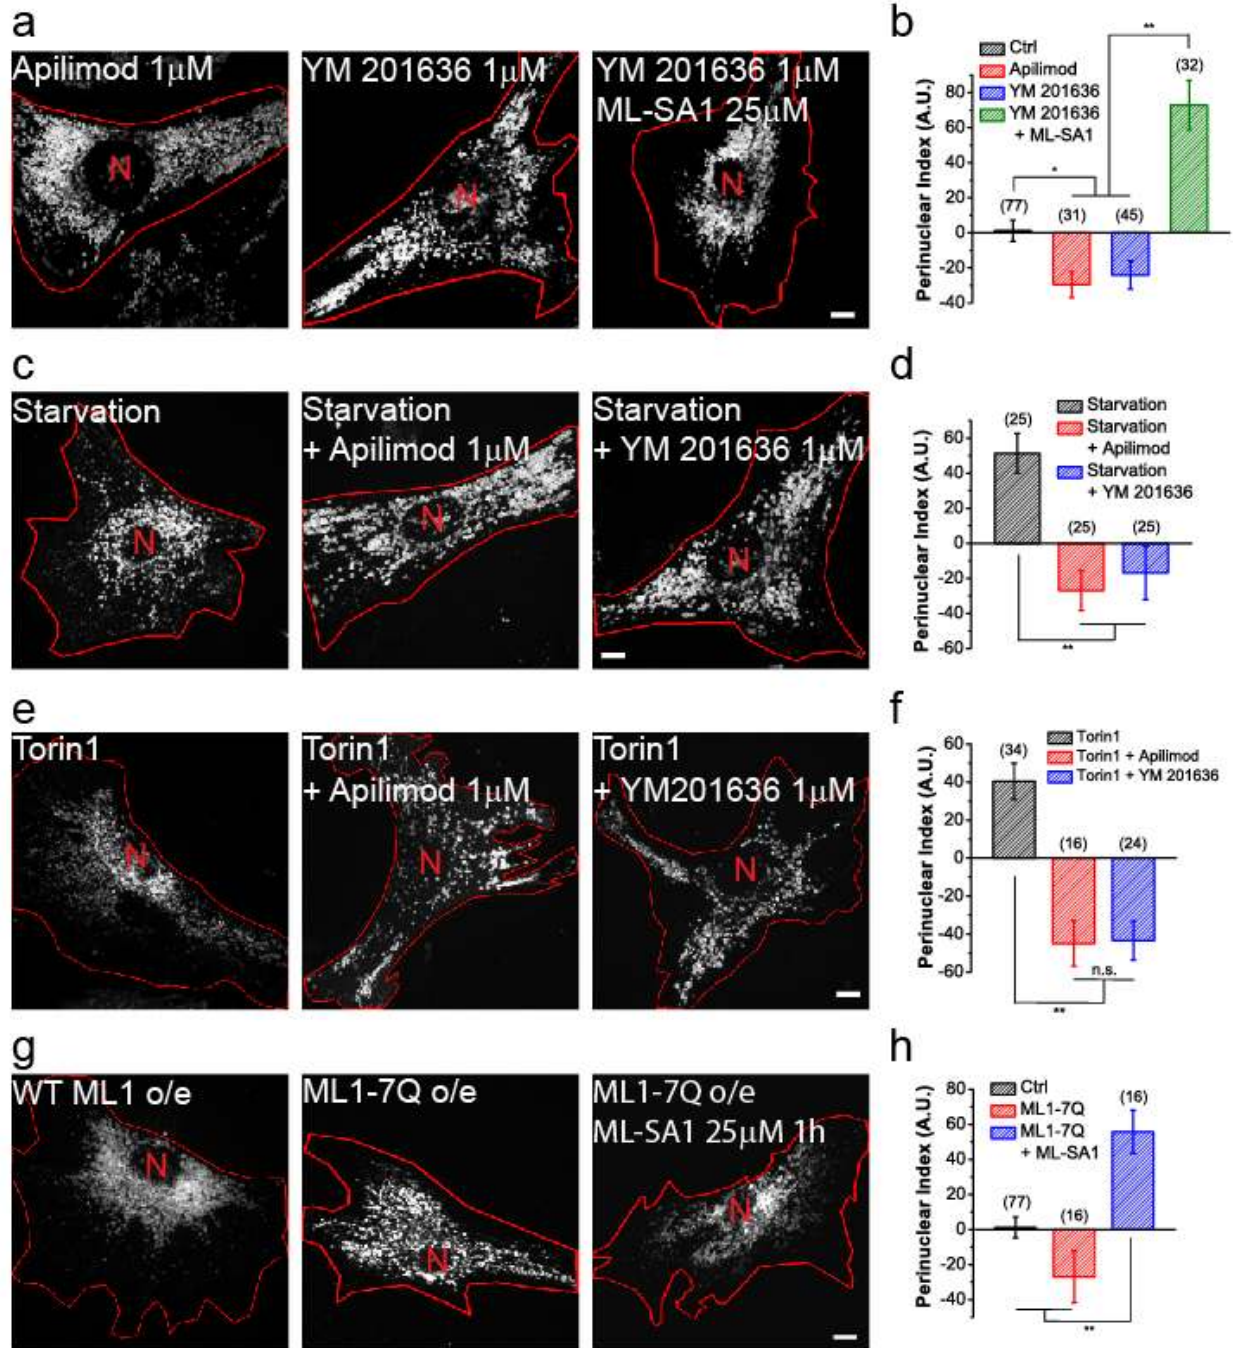 a
Apilimod 1μM
N
YM 201636 1μM
N
YM 201636 1μM
ML-SA1 25μM
N
b
Ctrl
Apilimod
YM 201636
YM 201636
+ ML-SA1
**
(32)
*
(77)
(31)
(45)
Perinuclear Index (A.U.)
80
60
40
20
0
-20
-40
c
Starvation
N
Starvation
+ Apilimod 1μM
N
Starvation
+ YM 201636 1μM
N
d
Starvation
Starvation
+ Apilimod
Starvation
+ YM 201636
(25)
(25)
(25)
Perinuclear Index (A.U.)
60
40
20
0
-20
-40
-60
**
e
Torin1
N
Torin1
+ Apilimod 1μM
N
Torin1
+ YM201636 1μM
N
f
Torin1
Torin1 + Apilimod
Torin1 + YM 201636
(34)
(16)
(24)
Perinuclear Index (A.U.)
60
40
20
0
-20
-40
-60
n.s.
**
g
WT ML1 o/e
N
ML1-7Q o/e
N
ML1-7Q o/e
ML-SA1 25μM 1h
N
h
Ctrl
ML1-7Q
ML1-7Q
+ ML-SA1
(16)
(77)
(16)
Perinuclear Index (A.U.)
80
60
40
20
0
-20
-40
**